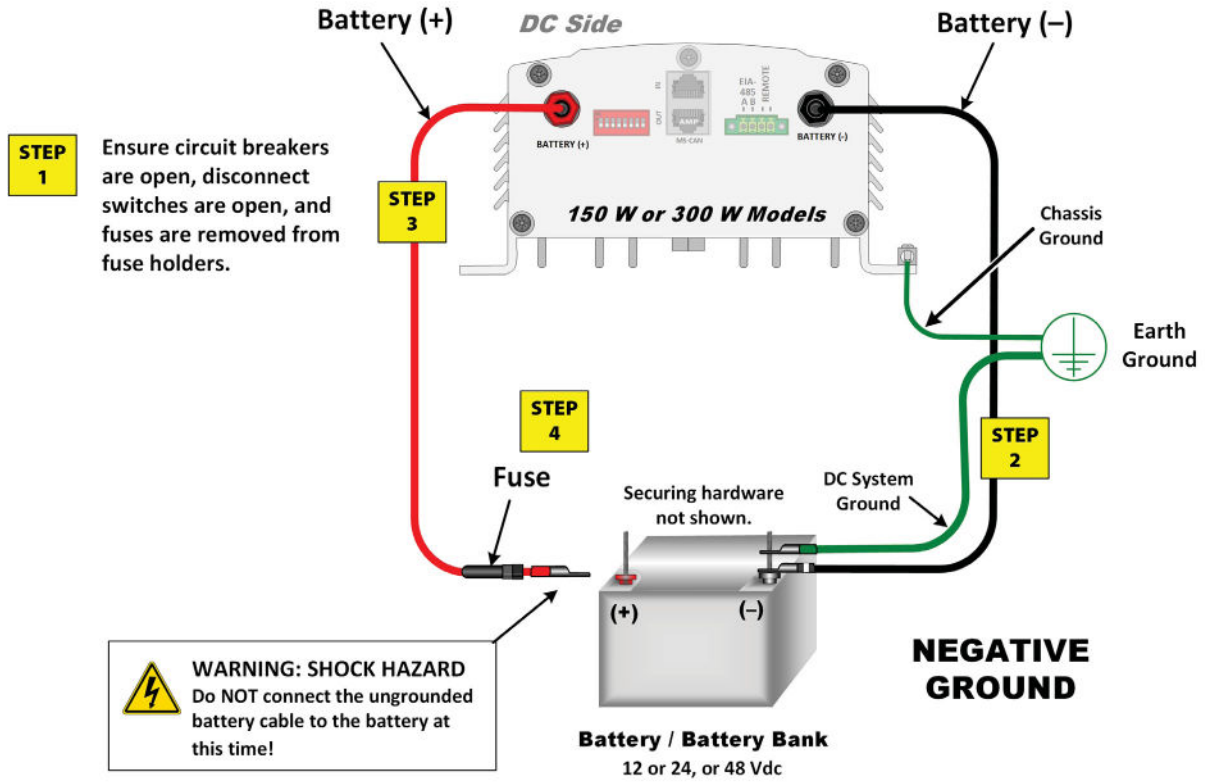 Battery (+)
DC Side
Battery (–)
BATTERY (+)
IN
OUT
AMP
MS-CAN
EIA-
485
A B
REMOTE
BATTERY (-)
150 W or 300 W Models
STEP
1
Ensure circuit breakers
are open, disconnect
switches are open, and
fuses are removed from
fuse holders.
STEP
3
Chassis
Ground
Earth
Ground
STEP
4
STEP
2
Fuse
Securing hardware
not shown.
DC System
Ground
(+)
(–)
WARNING: SHOCK HAZARD
Do NOT connect the ungrounded
battery cable to the battery at
this time!
NEGATIVE
GROUND
Battery / Battery Bank
12 or 24, or 48 Vdc